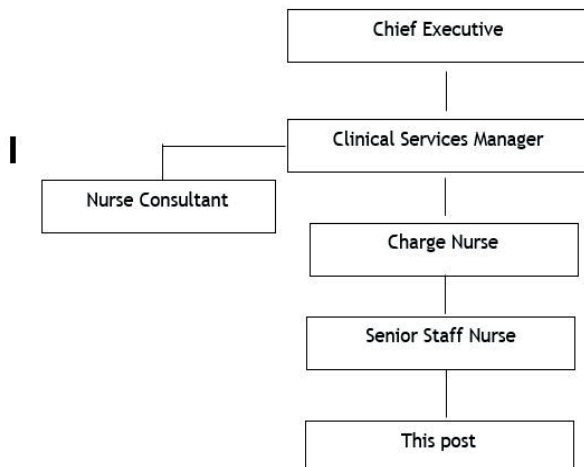 Chief Executive
Clinical Services Manager
Nurse Consultant
Charge Nurse
Senior Staff Nurse
This post